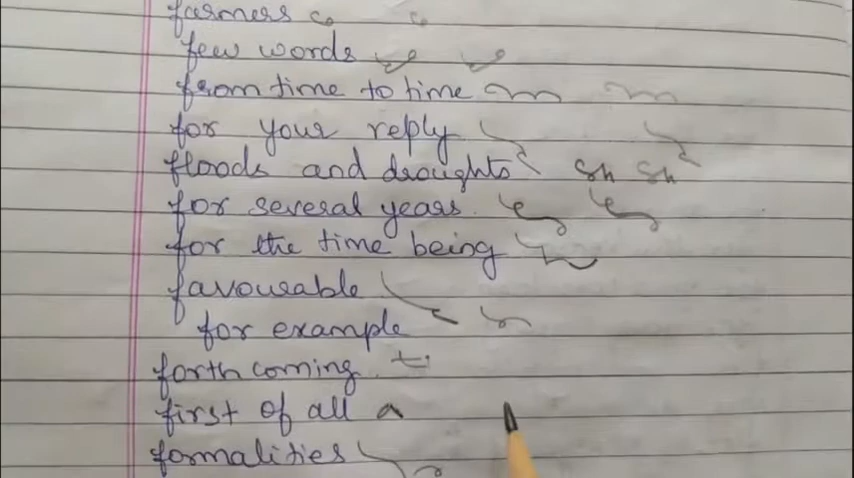 farmers
few words
from time to time
for your reply
floods and droughts
for several years.
for the time being
favourable
for example
forthcoming.
first of all
formalities